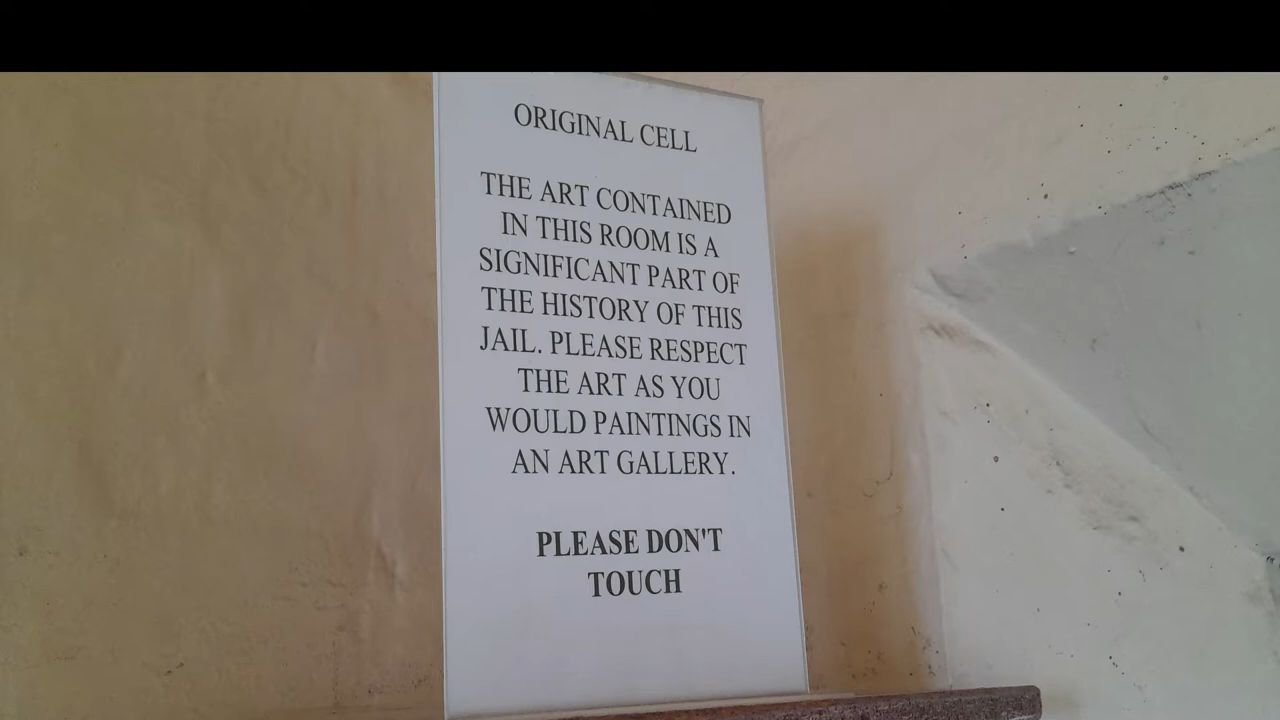 ORIGINAL CELL
THE ART CONTAINED
IN THIS ROOM IS A
SIGNIFICANT PART OF
THE HISTORY OF THIS
JAIL. PLEASE RESPECT
THE ART AS YOU
WOULD PAINTINGS IN
AN ART GALLERY.
PLEASE DON'T
TOUCH